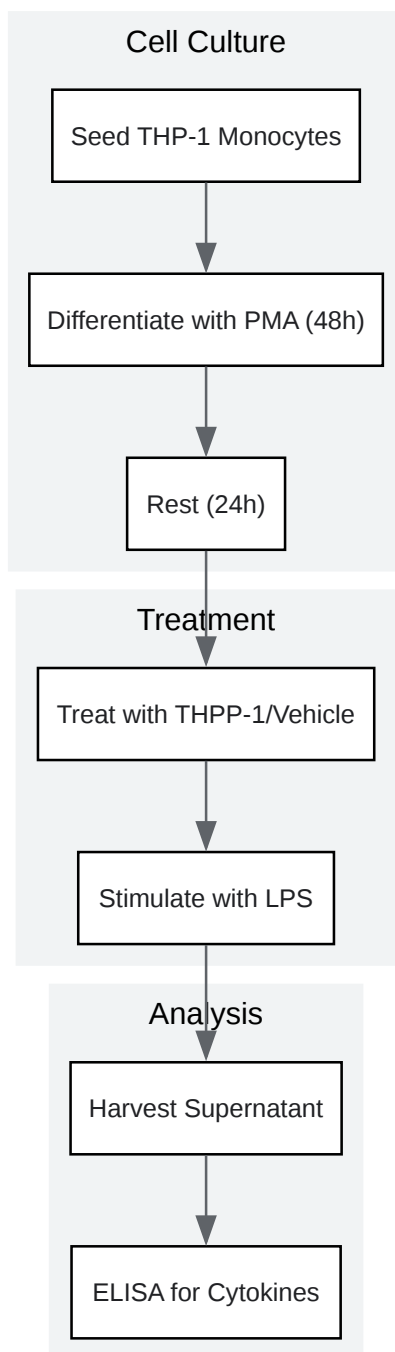 Cell Culture
Seed THP-1 Monocytes
Differentiate with PMA (48h)
Rest (24h)
Treatment
Treat with THPP-1/Vehicle
Stimulate with LPS
Analysis
Harvest Supernatant
ELISA for Cytokines